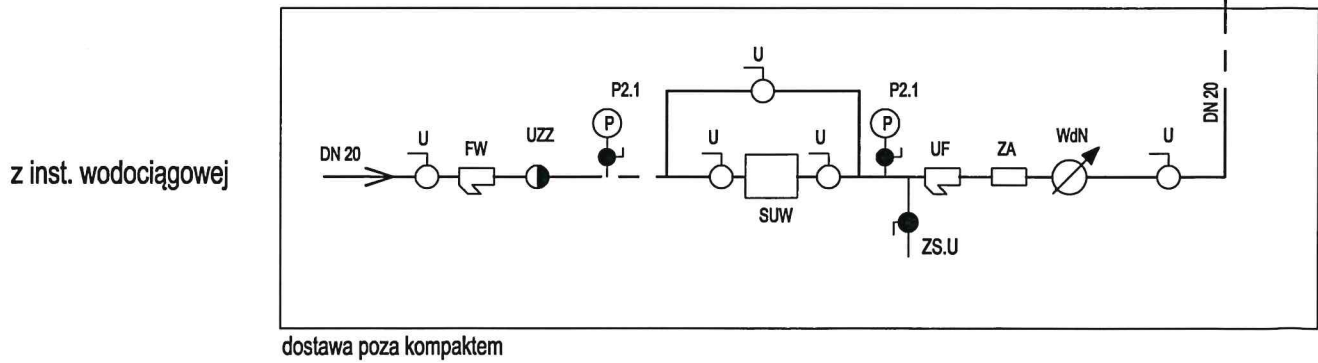 U
P2.1
P2.1
DN 20
UZZ
U
U
U
UF
ZA
WdN
U
FW
P
P
DN 20
z inst. wodociągowej
SUW
ZS.U
dostawa poza kompaktem